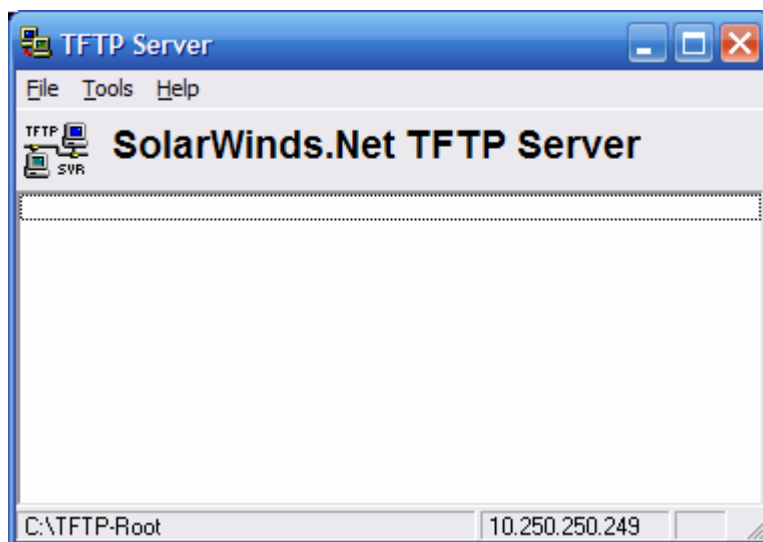 TFTP Server
File Tools Help
TFTP
SVR
SolarWinds.Net TFTP Server
C:\TFTP-Root 10.250.250.249